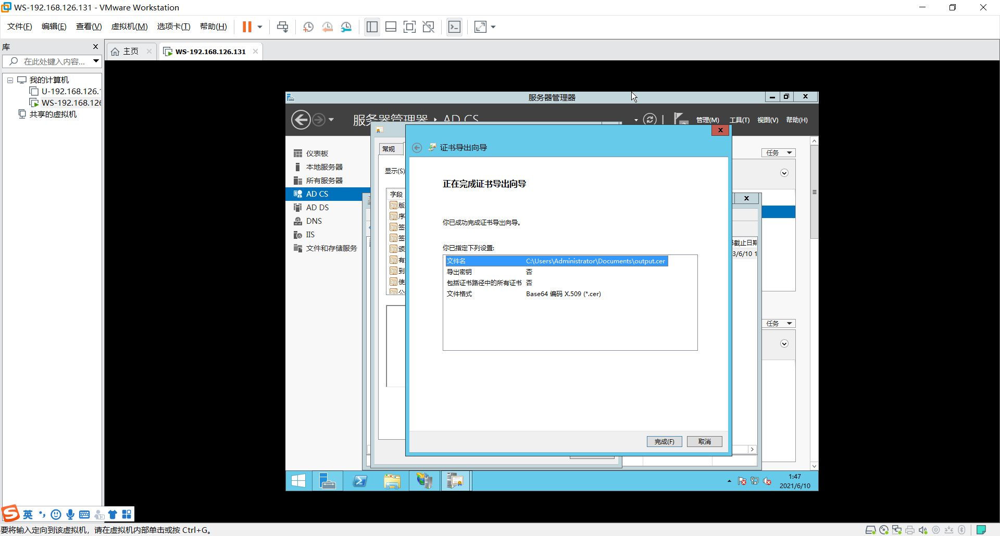 WS-192.168.126.131 - VMware Workstation
文件(F) 编辑(E) 查看(V) 虚拟机(M) 选项卡(T) 帮助(H)
库
主页
WS-192.168.126.131
在此处键入内容...
我的计算机
U-192.168.126.
WS-192.168.126
共享的虚拟机
服务器管理器
服务器管理器 AD CS
管理(M) 工具(T) 视图(V) 帮助(H)
仪表板
本地服务器
所有服务器
AD CS
AD DS
DNS
IIS
文件和存储服务
常规
显示(S)
字段
版
序
签
签
颁
有
到
使
公
证书导出向导
正在完成证书导出向导
你已成功完成证书导出向导。
你已指定下列设置:
文件名 C:\Users\Administrator\Documents\output.cer
导出密钥 否
包括证书路径中的所有证书 否
文件格式 Base64 编码 X.509 (*.cer)
完成(F) 取消
任务
截止日期
3/6/10 1
任务
1:47
2021/6/10
英
要将输入定向到该虚拟机，请在虚拟机内部单击或按 Ctrl+G。